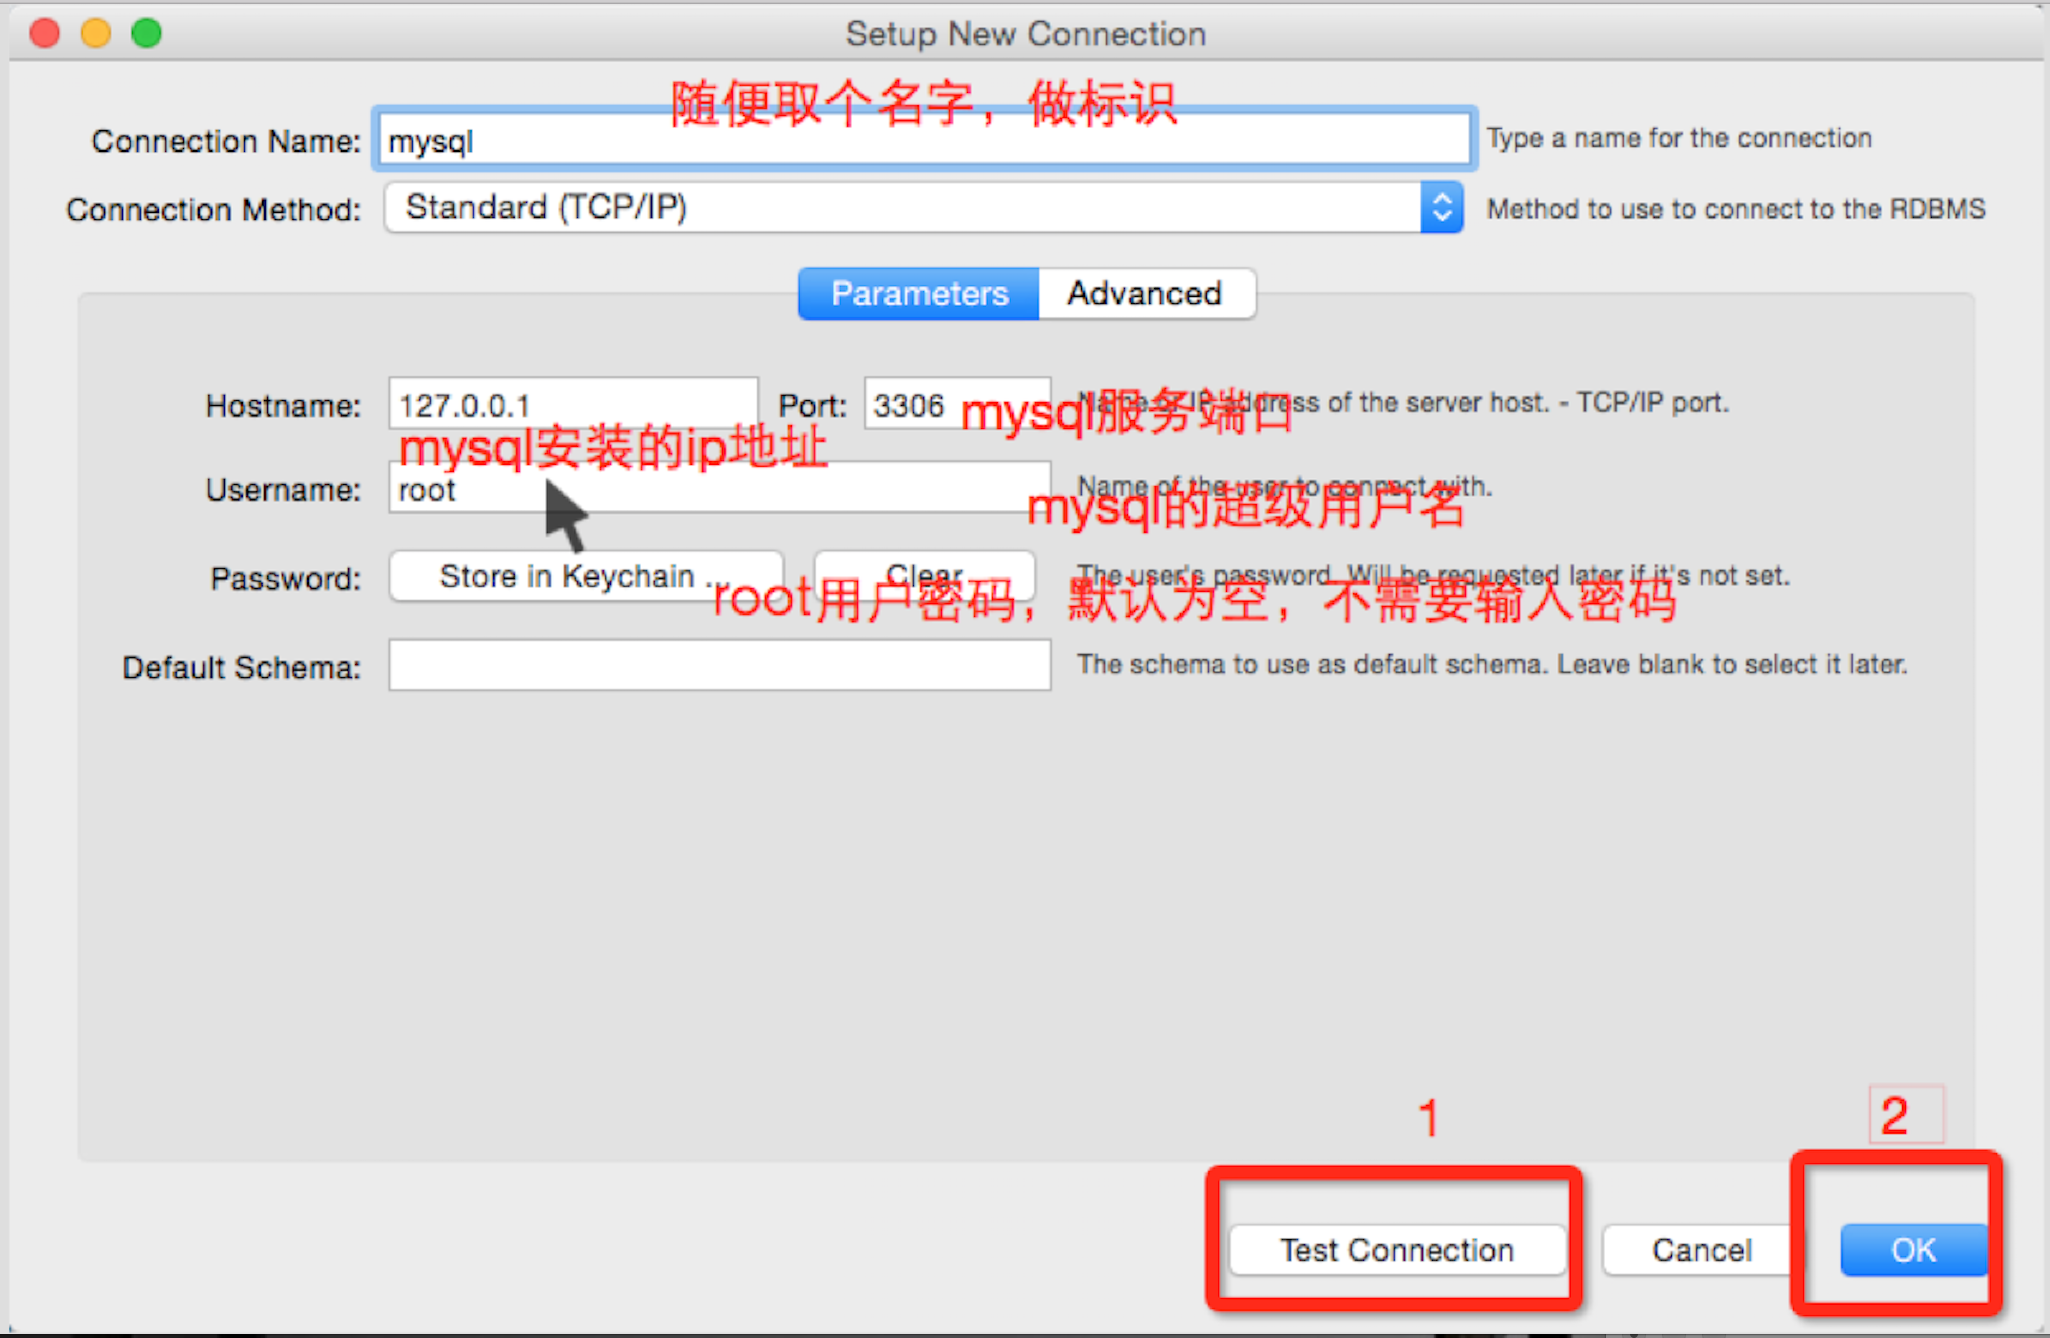 Setup New Connection
随便取个名字，做标识
Connection Name: mysql Type a name for the connection
Connection Method: Standard (TCP/IP) Method to use to connect to the RDBMS
Parameters Advanced
Hostname: 127.0.0.1 Port: 3306 Name or IP address of the server host. - TCP/IP port.
mysql服务端口
mysql安装的ip地址
Username: root Name of the user to connect with.
mysql的超级用户名
Password: Store in Keychain ... Clear The user's password. Will be requested later if it's not set.
root用户密码，默认为空，不需要输入密码
Default Schema: The schema to use as default schema. Leave blank to select it later.
1 2
Test Connection Cancel OK